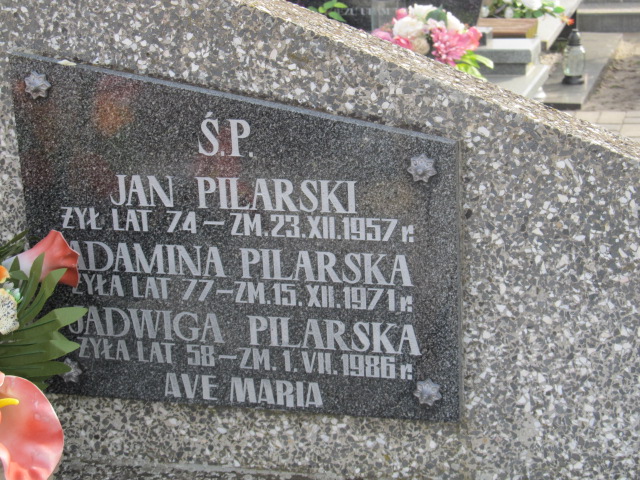 Ś.P.
JAN PILARSKI
ŻYŁ LAT 74 – ZM. 23.XII.1957 r.
ADAMINA PILARSKA
ŻYŁA LAT 77 – ZM. 15.XII.1971 r.
JADWIGA PILARSKA
ŻYŁA LAT 58 – ZM. 1.VII.1986 r.
AVE MARIA